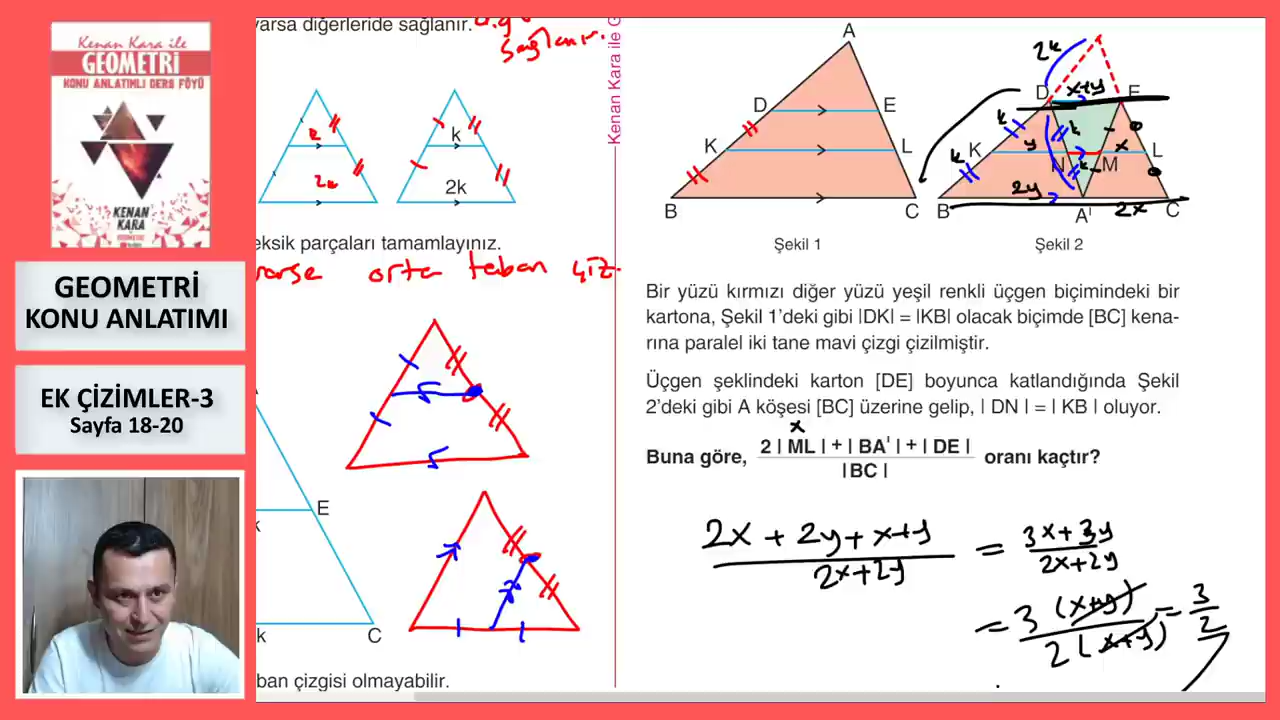 Kenan Kara ile
GEOMETRİ
KONU ANLATIMLI DERS FÖYÜ
KENAN
KARA
GEOMETRİ
KONU ANLATIMI
EK ÇİZİMLER-3
Sayfa 18-20
varsa diğerleride sağlanır.
sağlanır.
k
2k
k
2k
eksik parçaları tamamlayınız.
varsa orta taban çiz.
E
C
k
ban çizgisi olmayabilir.
Kenan Kara ile G
A
D
E
K
L
B
C
Şekil 1
2k
D
x+y
E
k
k
K
y
N
M
x
L
k
k
B
2y
A'
2x
C
Şekil 2
Bir yüzü kırmızı diğer yüzü yeşil renkli üçgen biçimindeki bir
kartona, Şekil 1'deki gibi |DK| = |KB| olacak biçimde [BC] kena-
rına paralel iki tane mavi çizgi çizilmiştir.
Üçgen şeklindeki karton [DE] boyunca katlandığında Şekil
2'deki gibi A köşesi [BC] üzerine gelip, | DN | = | KB | oluyor.
x
Buna göre, 2 | ML | + | BA' | + | DE | / | BC | oranı kaçtır?
2x + 2y + x+y / 2x+2y = 3x+3y / 2x+2y
= 3 (x+y) / 2 (x+y) = 3 / 2